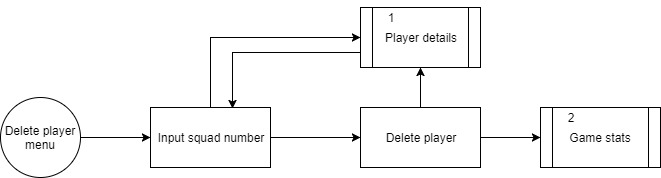 1
Player details
Delete player
menu
Input squad number
Delete player
2
Game stats